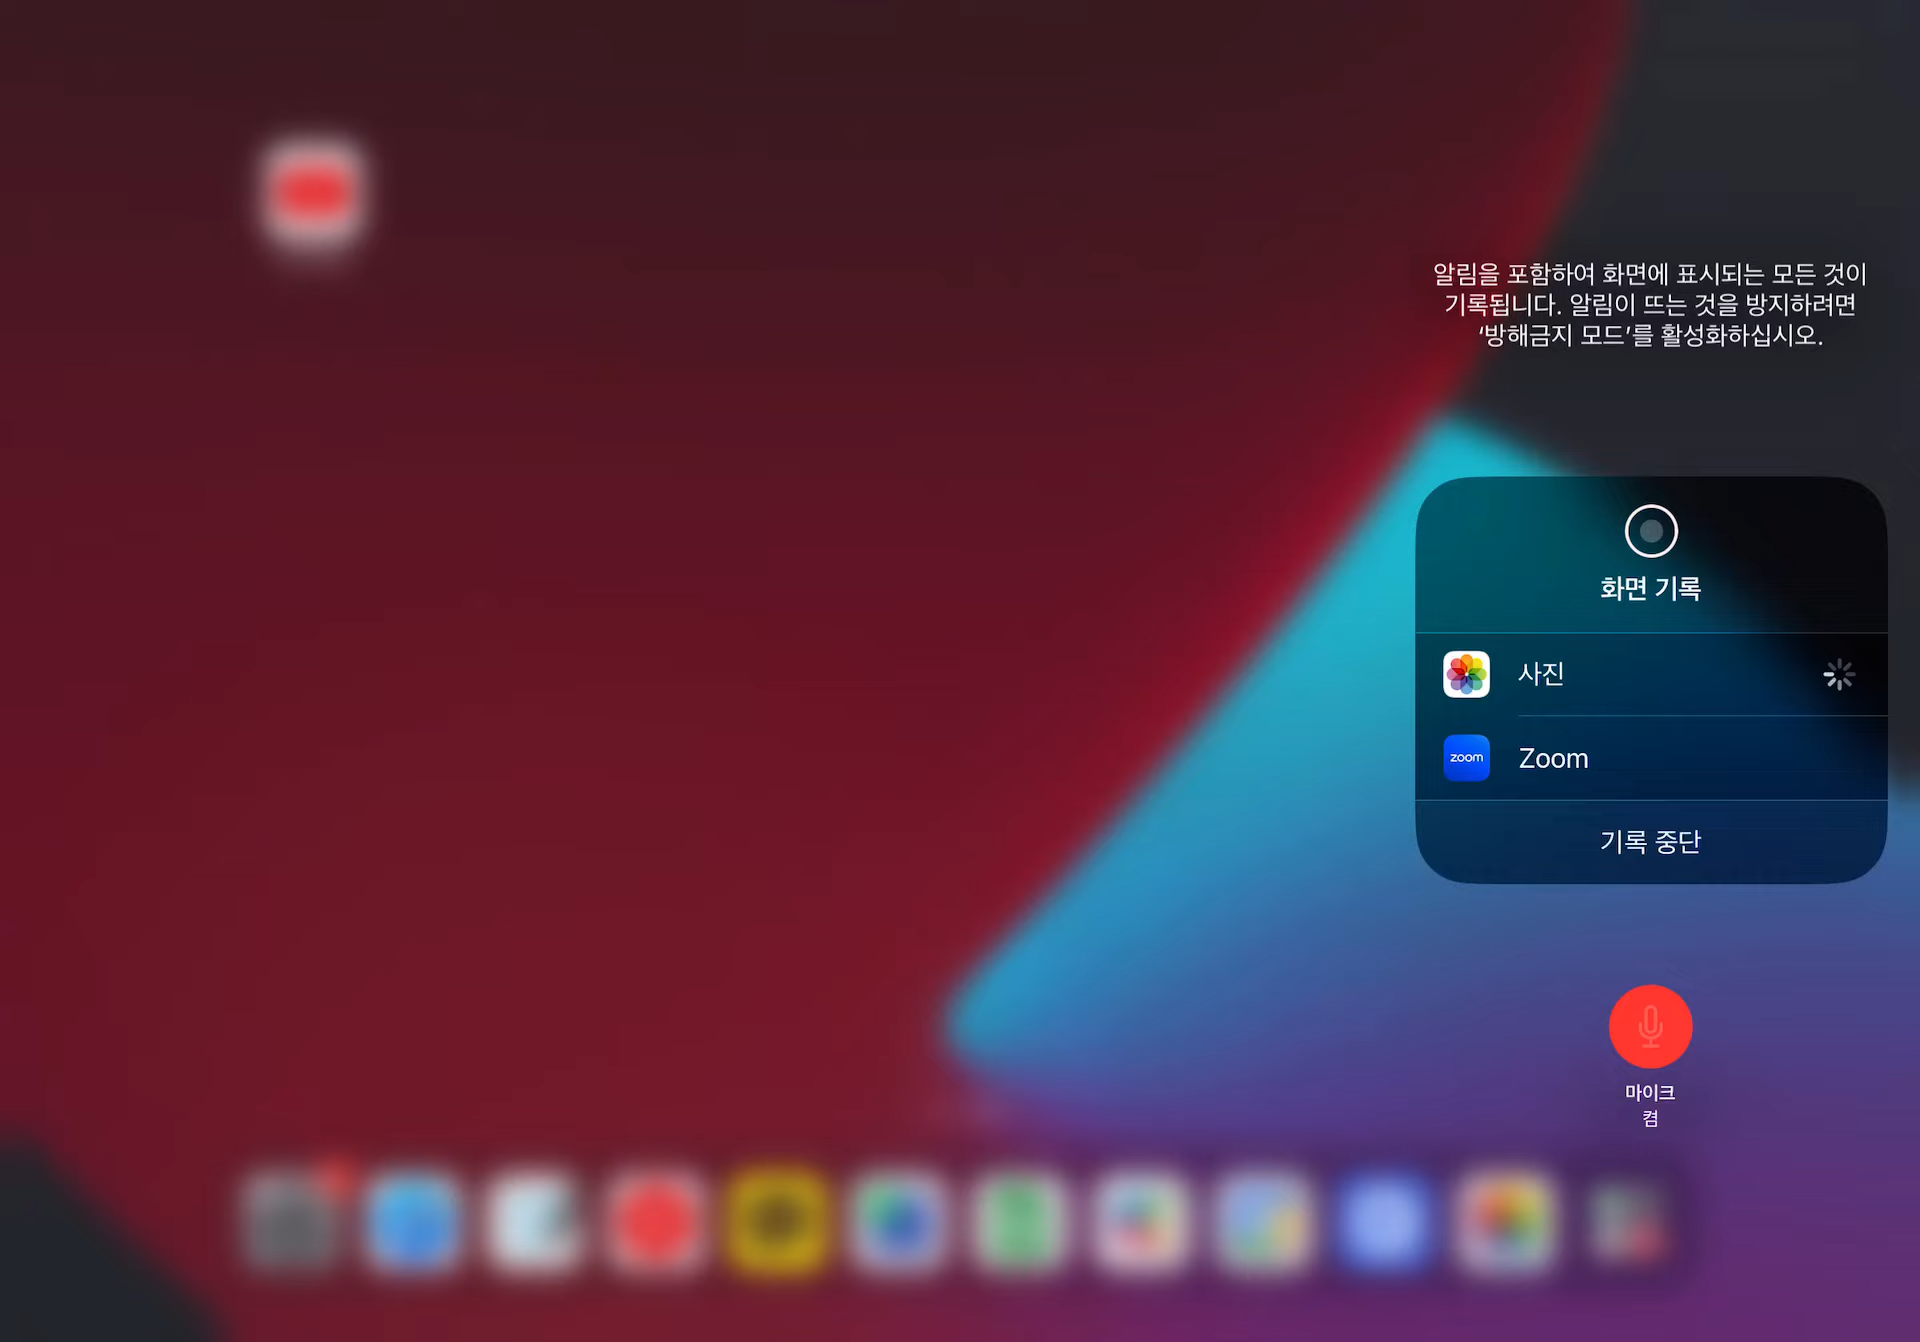 알림을 포함하여 화면에 표시되는 모든 것이
기록됩니다. 알림이 뜨는 것을 방지하려면
‘방해금지 모드’를 활성화하십시오.
화면 기록
사진
zoom
Zoom
기록 중단
마이크
켬